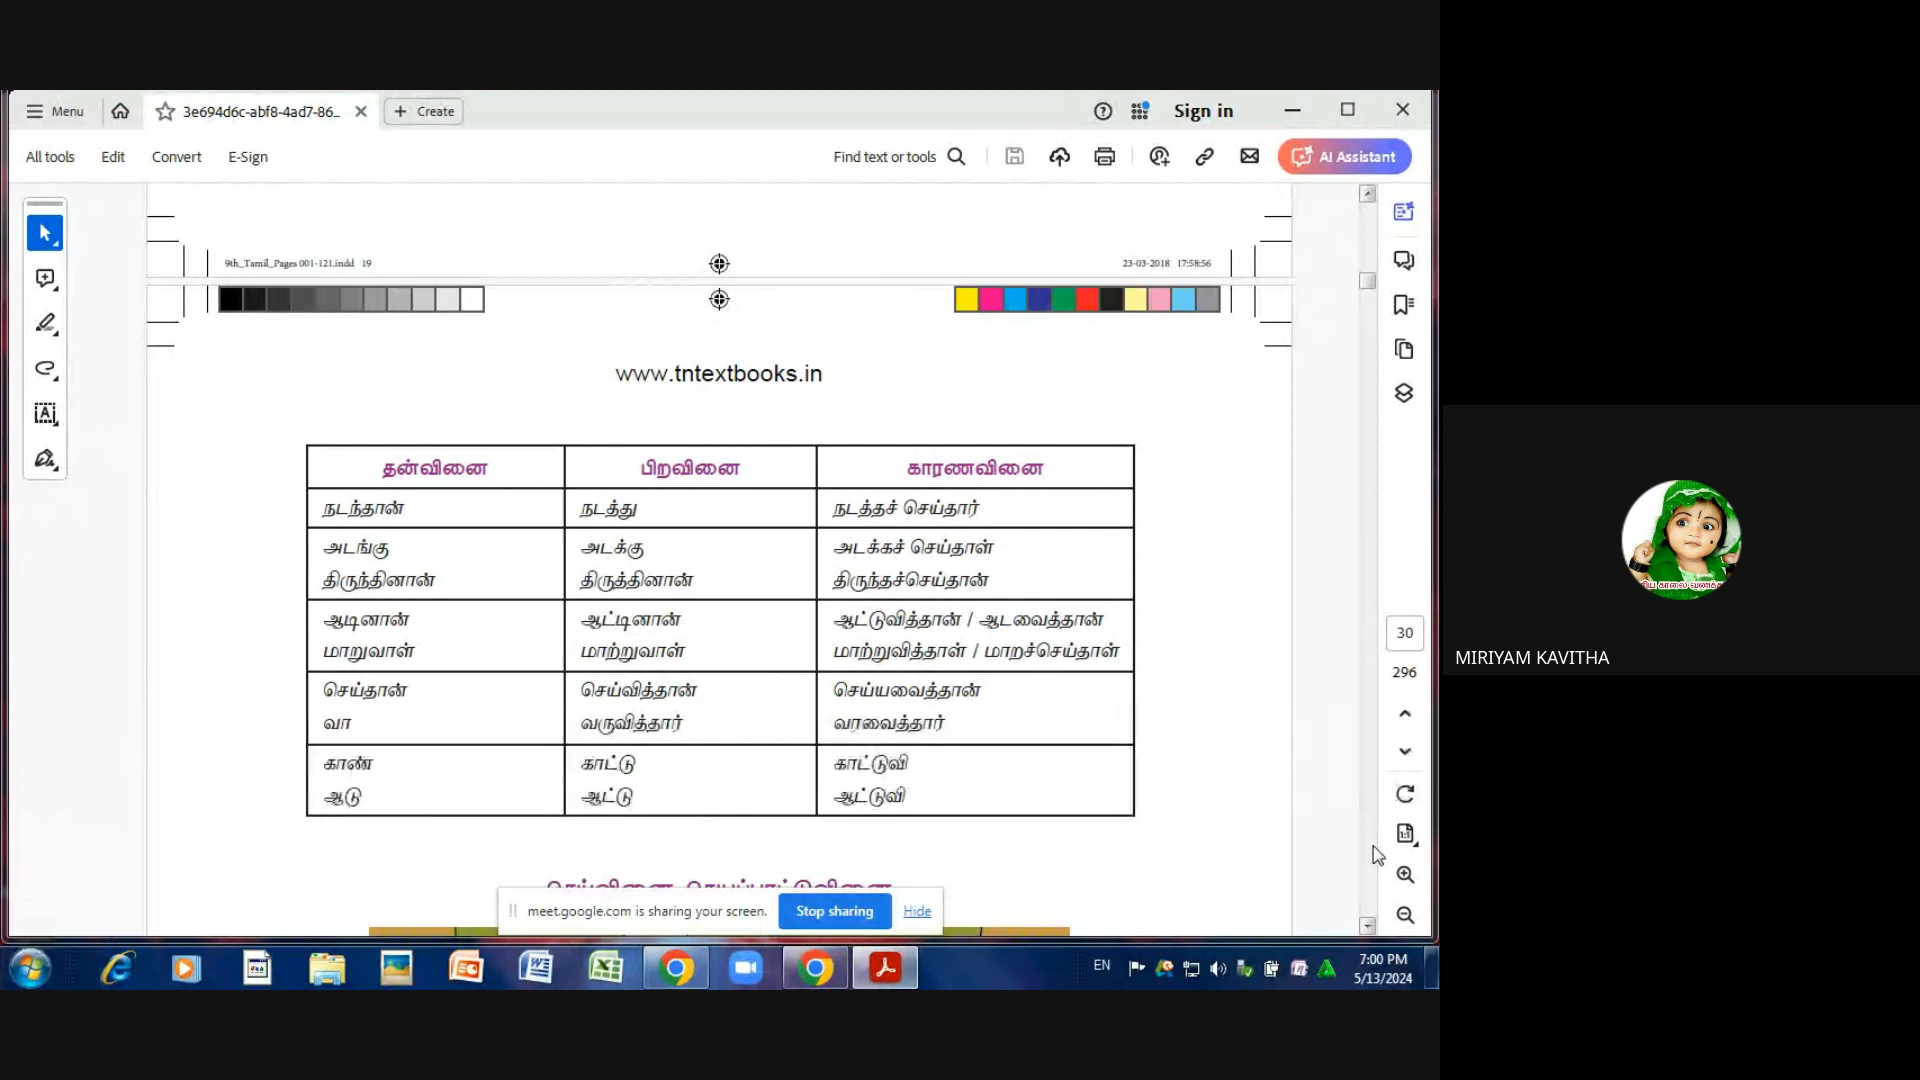 Menu
3e694d6c-abf8-4ad7-86...
Create
Sign in
All tools
Edit
Convert
E-Sign
Find text or tools
AI Assistant
9th_Tamil_Pages 001-121.indd 19
23-03-2018 17:58:56
www.tntextbooks.in
தன்வினை பிறவினை காரணவினை
நடந்தான் நடத்து நடத்தச் செய்தார்
அடங்கு அடக்கு அடக்கச் செய்தாள்
திருந்தினான் திருத்தினான் திருந்தச்செய்தான்
ஆடினான் ஆட்டினான் ஆட்டுவித்தான் / ஆடவைத்தான்
மாறுவாள் மாற்றுவாள் மாற்றுவித்தாள் / மாறச்செய்தாள்
செய்தான் செய்வித்தான் செய்யவைத்தான்
வா வருவித்தார் வரவைத்தார்
காண் காட்டு காட்டுவி
ஆடு ஆட்டு ஆட்டுவி
30
296
MIRIYAM KAVITHA
meet.google.com is sharing your screen.
Stop sharing
Hide
EN
7:00 PM
5/13/2024